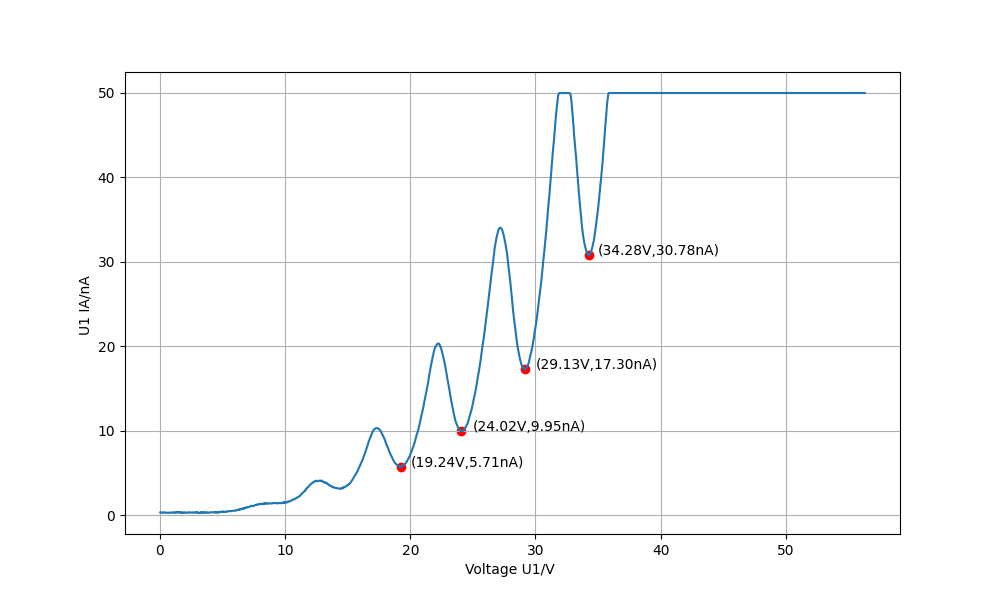 50
40
30
20
10
0
U1 IA/nA
(34.28V,30.78nA)
(29.13V,17.30nA)
(24.02V,9.95nA)
(19.24V,5.71nA)
0 10 20 30 40 50
Voltage U1/V